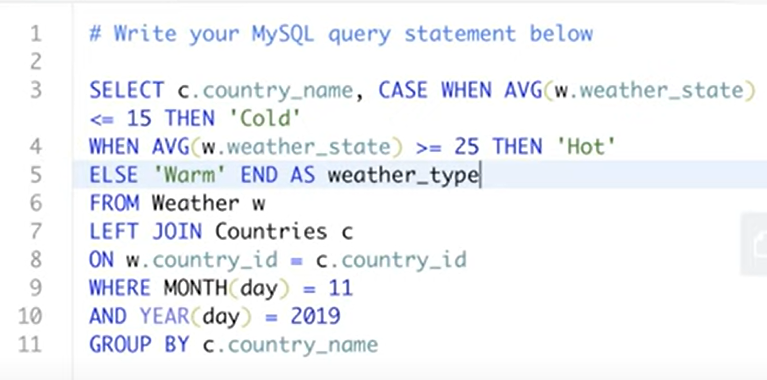 1 # Write your MySQL query statement below
2
3 SELECT c.country_name, CASE WHEN AVG(w.weather_state)
<= 15 THEN 'Cold'
4 WHEN AVG(w.weather_state) >= 25 THEN 'Hot'
5 ELSE 'Warm' END AS weather_type
6 FROM Weather w
7 LEFT JOIN Countries c
8 ON w.country_id = c.country_id
9 WHERE MONTH(day) = 11
10 AND YEAR(day) = 2019
11 GROUP BY c.country_name